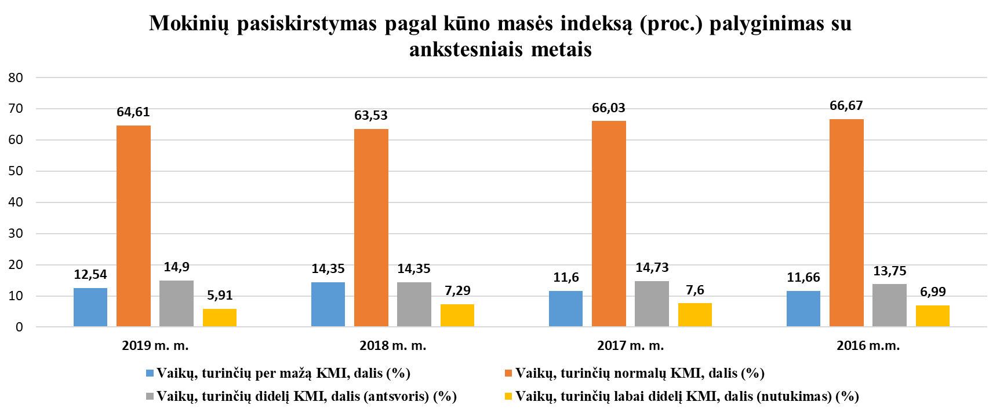 Mokinių pasiskirstymas pagal kūno masės indeksą (proc.) palyginimas su
ankstesniais metais
80
70
60
50
40
30
20
10
0
12,54
64,61
14,9
5,91
14,35
63,53
14,35
7,29
11,6
66,03
14,73
7,6
11,66
66,67
13,75
6,99
2019 m. m.
2018 m. m.
2017 m. m.
2016 m.m.
Vaikų, turinčių per mažą KMI, dalis (%)
Vaikų, turinčių normalų KMI, dalis (%)
Vaikų, turinčių didelį KMI, dalis (antsvoris) (%)
Vaikų, turinčių labai didelį KMI, dalis (nutukimas) (%)